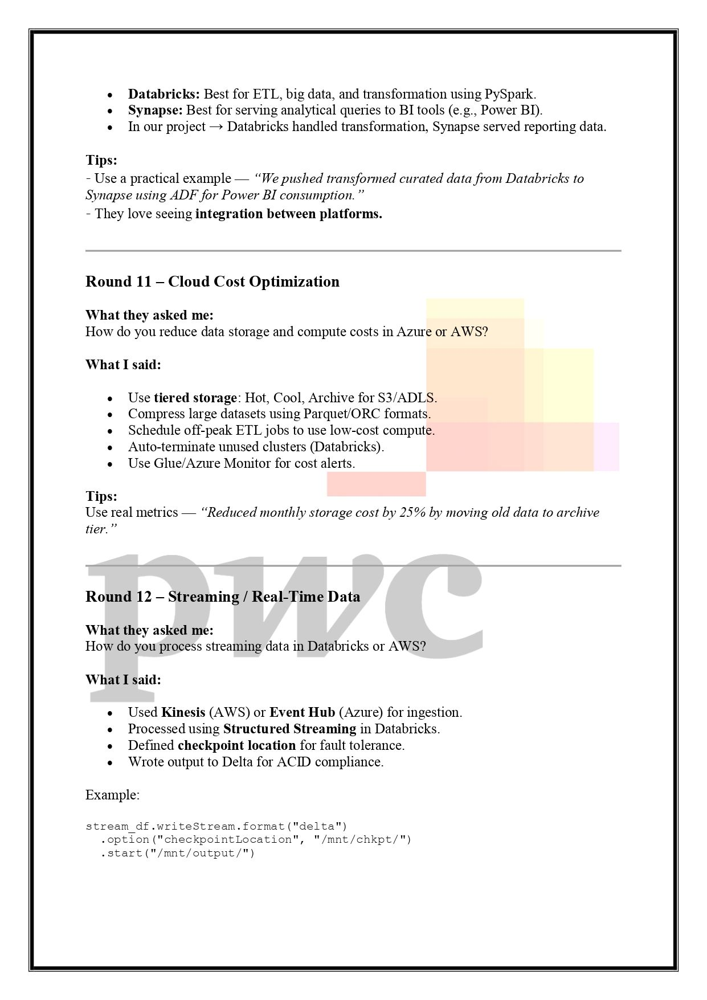 • Databricks: Best for ETL, big data, and transformation using PySpark.
• Synapse: Best for serving analytical queries to BI tools (e.g., Power BI).
• In our project → Databricks handled transformation, Synapse served reporting data.
Tips:
- Use a practical example — “We pushed transformed curated data from Databricks to
Synapse using ADF for Power BI consumption.”
- They love seeing integration between platforms.
Round 11 – Cloud Cost Optimization
What they asked me:
How do you reduce data storage and compute costs in Azure or AWS?
What I said:
• Use tiered storage: Hot, Cool, Archive for S3/ADLS.
• Compress large datasets using Parquet/ORC formats.
• Schedule off-peak ETL jobs to use low-cost compute.
• Auto-terminate unused clusters (Databricks).
• Use Glue/Azure Monitor for cost alerts.
Tips:
Use real metrics — “Reduced monthly storage cost by 25% by moving old data to archive
tier.”
pwc
Round 12 – Streaming / Real-Time Data
What they asked me:
How do you process streaming data in Databricks or AWS?
What I said:
• Used Kinesis (AWS) or Event Hub (Azure) for ingestion.
• Processed using Structured Streaming in Databricks.
• Defined checkpoint location for fault tolerance.
• Wrote output to Delta for ACID compliance.
Example:
stream_df.writeStream.format("delta")
  .option("checkpointLocation", "/mnt/chkpt/")
  .start("/mnt/output/")